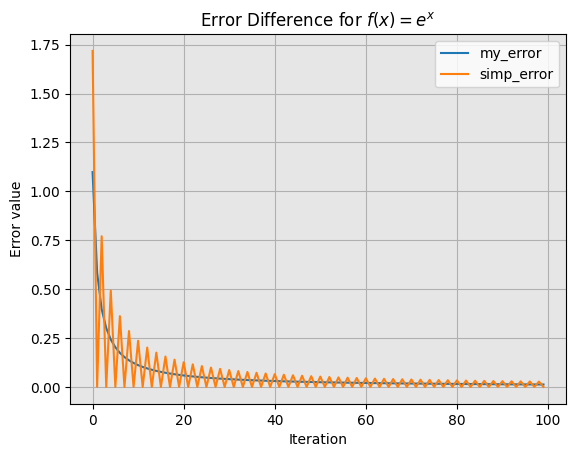 Error Difference for f(x) = e^x
my_error
simp_error
1.75
1.50
1.25
1.00
0.75
0.50
0.25
0.00
Error value
0 20 40 60 80 100
Iteration